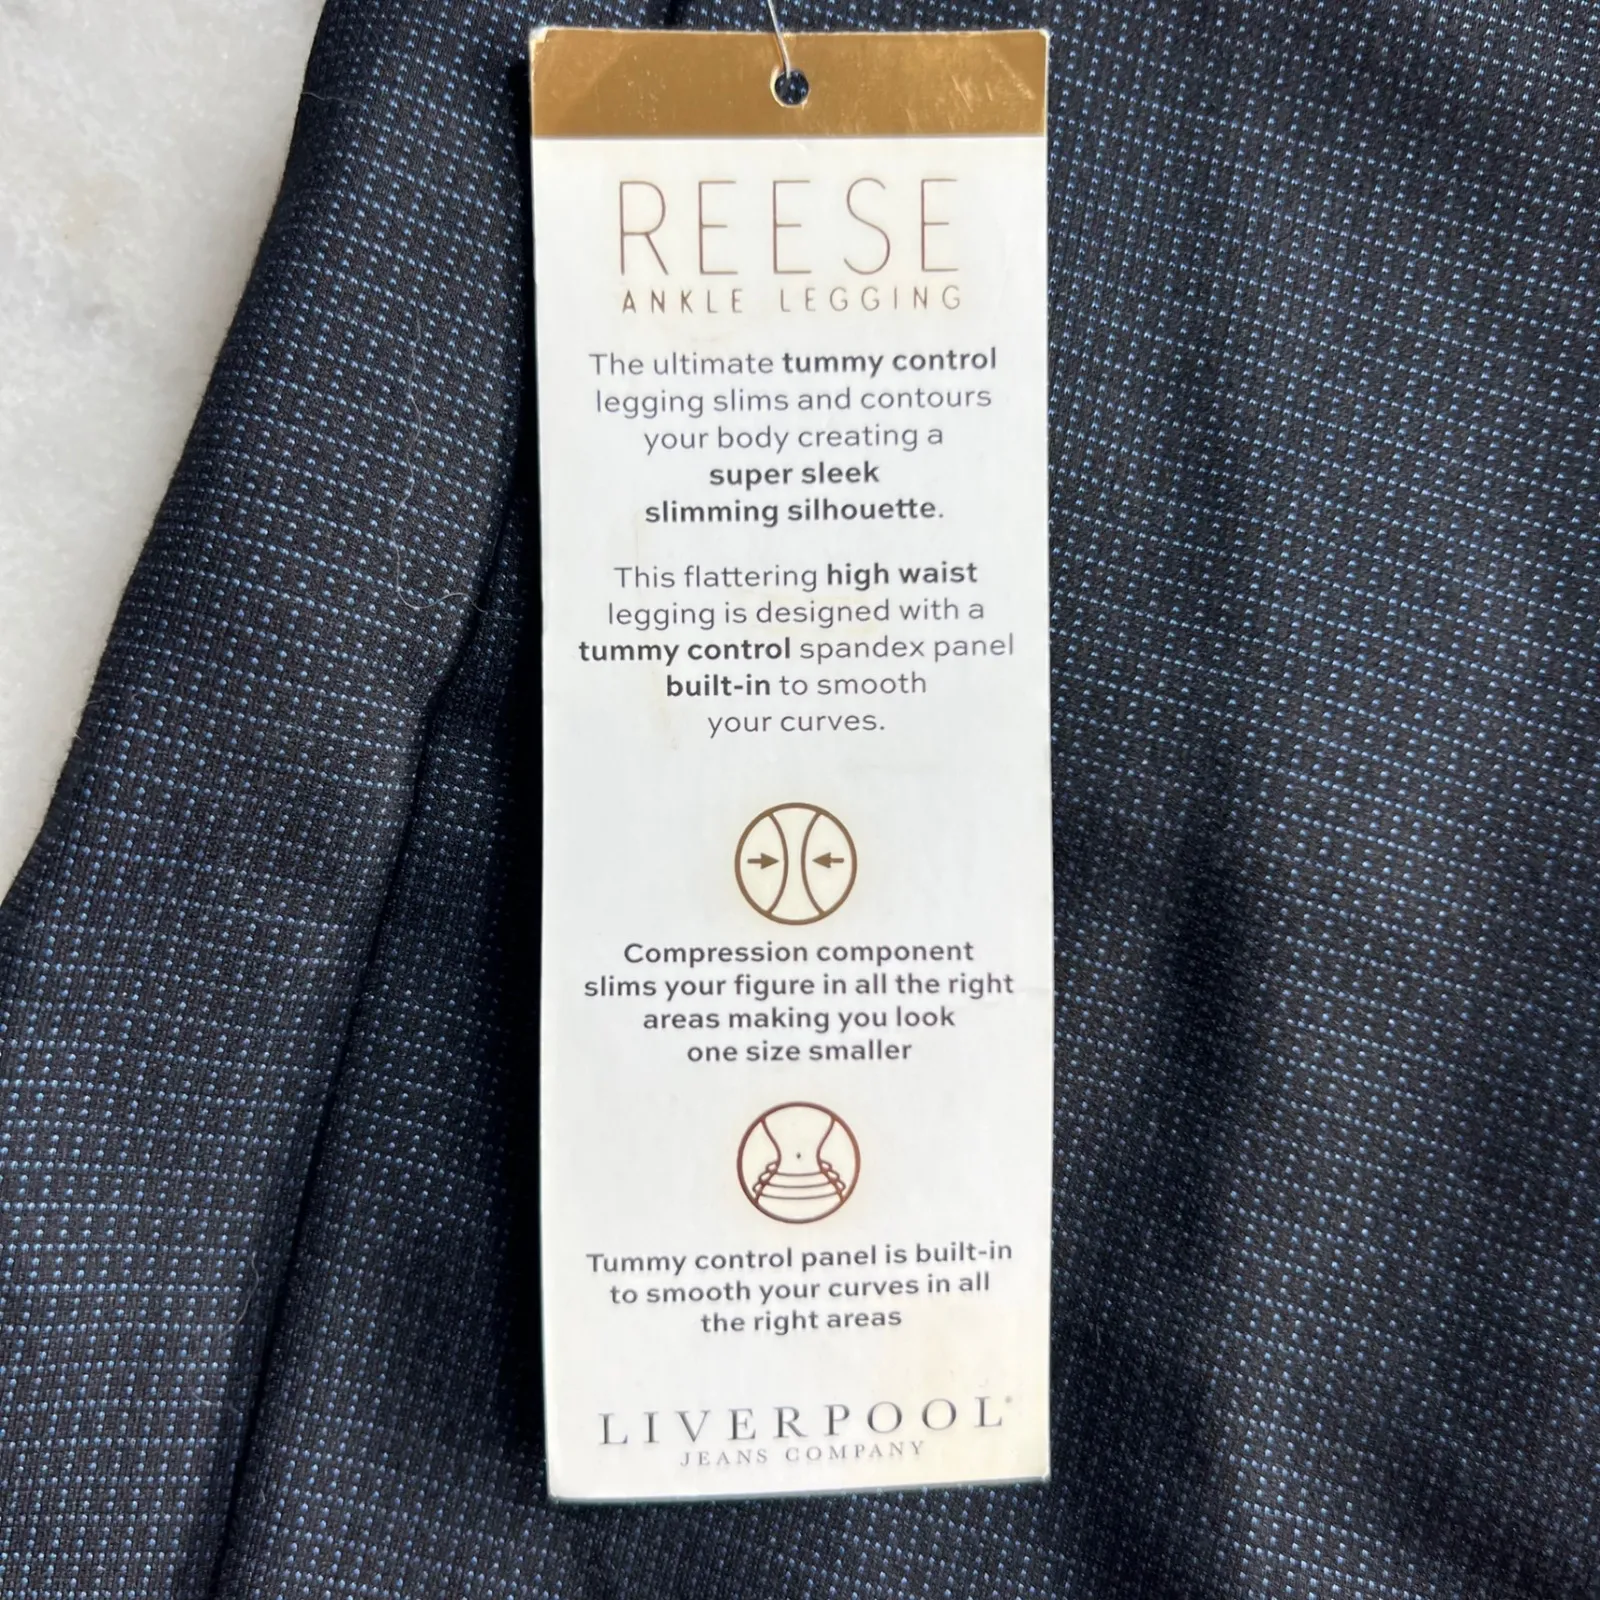 REESE
ANKLE LEGGING
The ultimate tummy control
legging slims and contours
your body creating a
super sleek
slimming silhouette.
This flattering high waist
legging is designed with a
tummy control spandex panel
built-in to smooth
your curves.
Compression component
slims your figure in all the right
areas making you look
one size smaller
Tummy control panel is built-in
to smooth your curves in all
the right areas
LIVERPOOL®
JEANS COMPANY